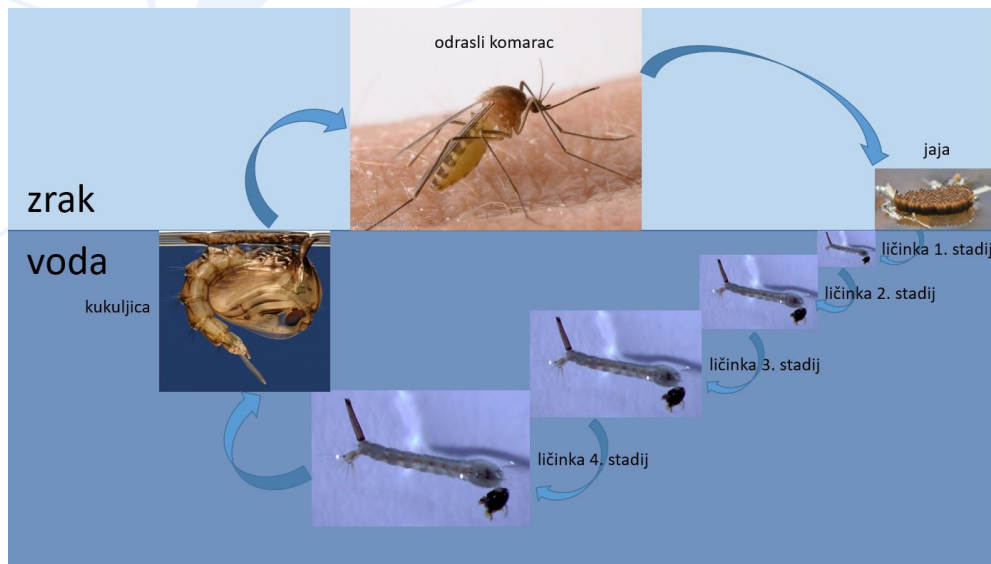 odrasli komarac
jaja
zrak
voda
kukuljica
ličinka 1. stadij
ličinka 2. stadij
ličinka 3. stadij
ličinka 4. stadij